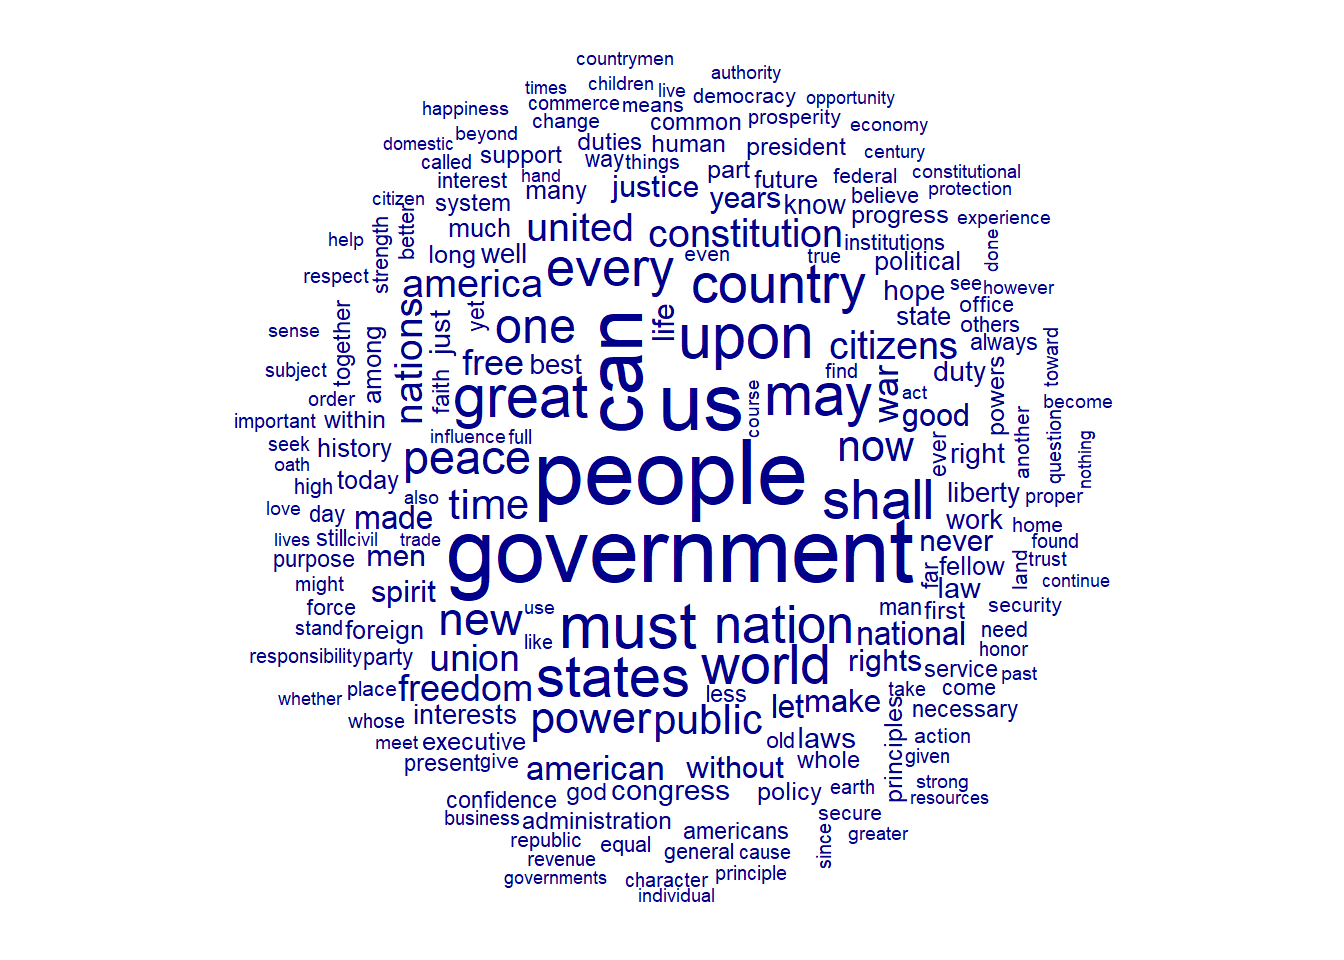 countrymen
authority
times
children
live
democracy
opportunity
happiness
commerce
means
change
common
prosperity
economy
domestic
beyond
duties
human
president
century
called
support
way
things
part
future
federal
constitutional
interest
hand
many
justice
years
know
believe
protection
citizen
system
better
strength
much
united
constitution
progress
experience
institutions
done
help
long
well
every
even
true
political
respect
america
country
hope
see
however
nations
just
yet
one
life
upon
state
office
others
sense
together
among
free
best
can
citizens
always
toward
subject
faith
great
us
course
find
may
war
act
duty
powers
order
become
important
within
influence
full
good
another
question
nothing
seek
history
peace
people
now
ever
right
oath
high
today
also
time
shall
liberty
proper
love
day
made
work
home
lives
still
civil
trade
government
never
found
purpose
men
far
fellow
land
trust
might
spirit
law
continue
force
new
use
must
nation
man
first
security
stand
foreign
like
national
need
honor
responsibility
party
union
states
world
rights
service
past
whether
place
freedom
less
let
make
take
come
whose
interests
power
public
principles
necessary
meet
executive
old
laws
action
present
give
american
without
whole
given
strong
confidence
god
congress
policy
earth
resources
business
administration
americans
secure
since
greater
republic
equal
general
cause
revenue
governments
character
principle
individual